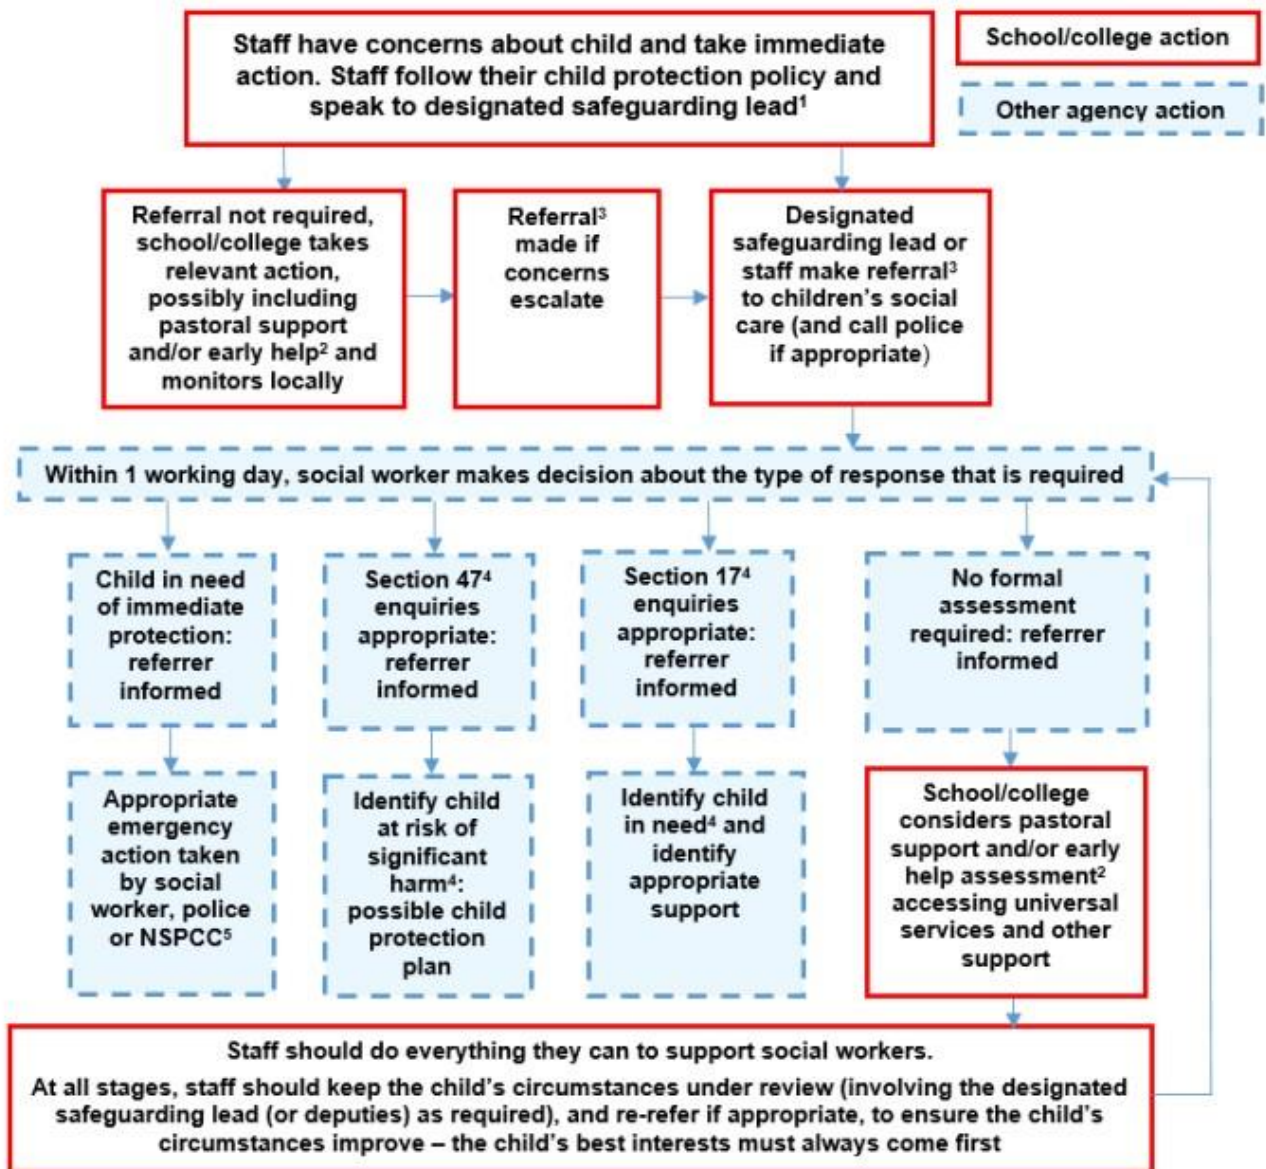 Staff have concerns about child and take immediate
action. Staff follow their child protection policy and
speak to designated safeguarding lead¹
School/college action
Other agency action
Referral not required,
school/college takes
relevant action,
possibly including
pastoral support
and/or early help² and
monitors locally
Referral³
made if
concerns
escalate
Designated
safeguarding lead or
staff make referral³
to children's social
care (and call police
if appropriate)
Within 1 working day, social worker makes decision about the type of response that is required
Child in need
of immediate
protection:
referrer
informed
Section 47⁴
enquiries
appropriate:
referrer
informed
Section 17⁴
enquiries
appropriate:
referrer
informed
No formal
assessment
required: referrer
informed
Appropriate
emergency
action taken
by social
worker, police
or NSPCC⁵
Identify child
at risk of
significant
harm⁴:
possible child
protection
plan
Identify child
in need⁴ and
identify
appropriate
support
School/college
considers pastoral
support and/or early
help assessment²
accessing universal
services and other
support
Staff should do everything they can to support social workers.
At all stages, staff should keep the child's circumstances under review (involving the designated
safeguarding lead (or deputies) as required), and re-refer if appropriate, to ensure the child's
circumstances improve – the child's best interests must always come first